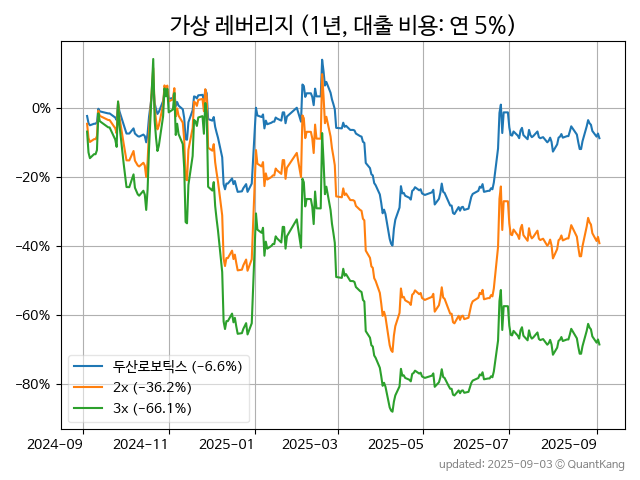 가상 레버리지 (1년, 대출 비용: 연 5%)
0%
−20%
−40%
−60%
−80%
두산로보틱스 (−6.6%)
2x (−36.2%)
3x (−66.1%)
2024-09 2024-11 2025-01 2025-03 2025-05 2025-07 2025-09
updated: 2025-09-03 © QuantKang